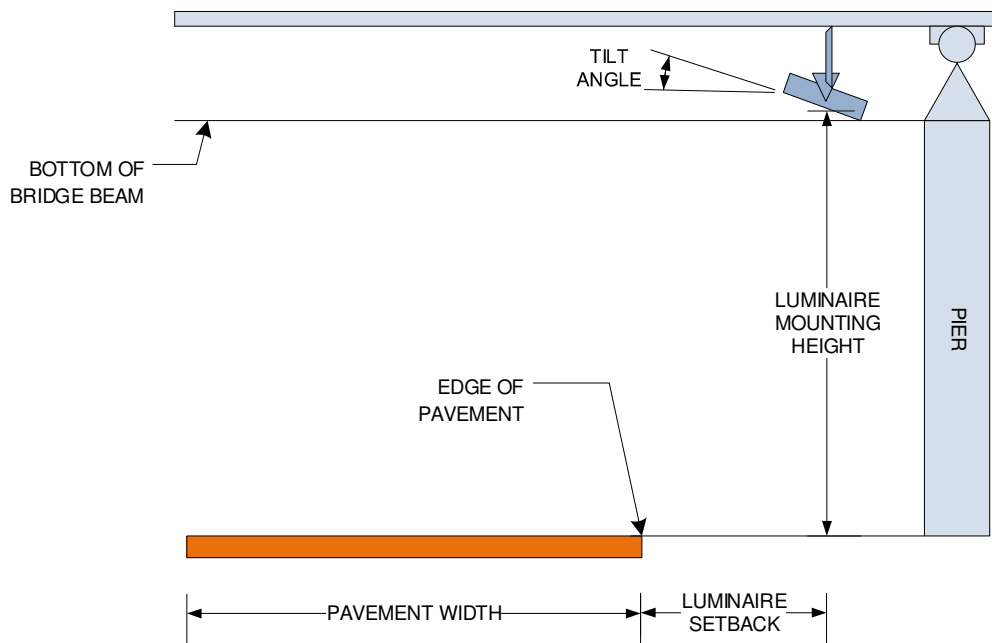 TILT
ANGLE
BOTTOM OF
BRIDGE BEAM
LUMINAIRE
MOUNTING
HEIGHT
PIER
EDGE OF
PAVEMENT
PAVEMENT WIDTH
LUMINAIRE
SETBACK